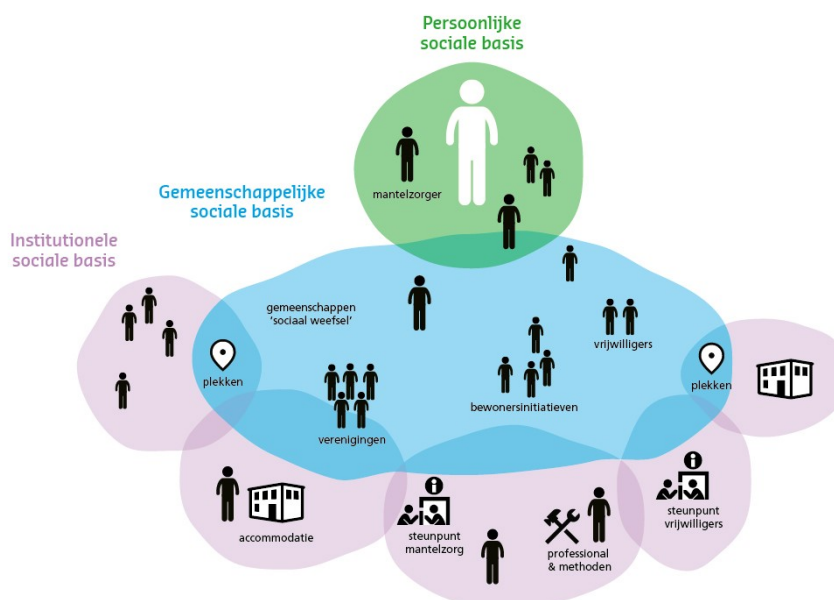 Persoonlijke
sociale basis
mantelzorger
Gemeenschappelijke
sociale basis
Institutionele
sociale basis
gemeenschappen
‘sociaal weefsel’
vrijwilligers
plekken
plekken
bewonersinitiatieven
verenigingen
accommodatie
steunpunt
mantelzorg
professional
& methoden
steunpunt
vrijwilligers